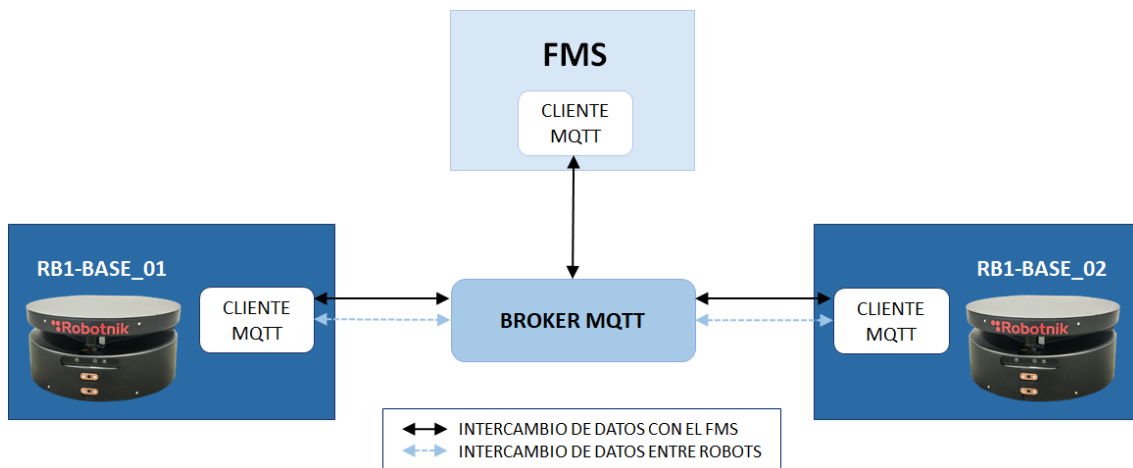 FMS
CLIENTE
MQTT
RB1-BASE_01
Robotnik
CLIENTE
MQTT
BROKER MQTT
RB1-BASE_02
CLIENTE
MQTT
Robotnik
INTERCAMBIO DE DATOS CON EL FMS
INTERCAMBIO DE DATOS ENTRE ROBOTS